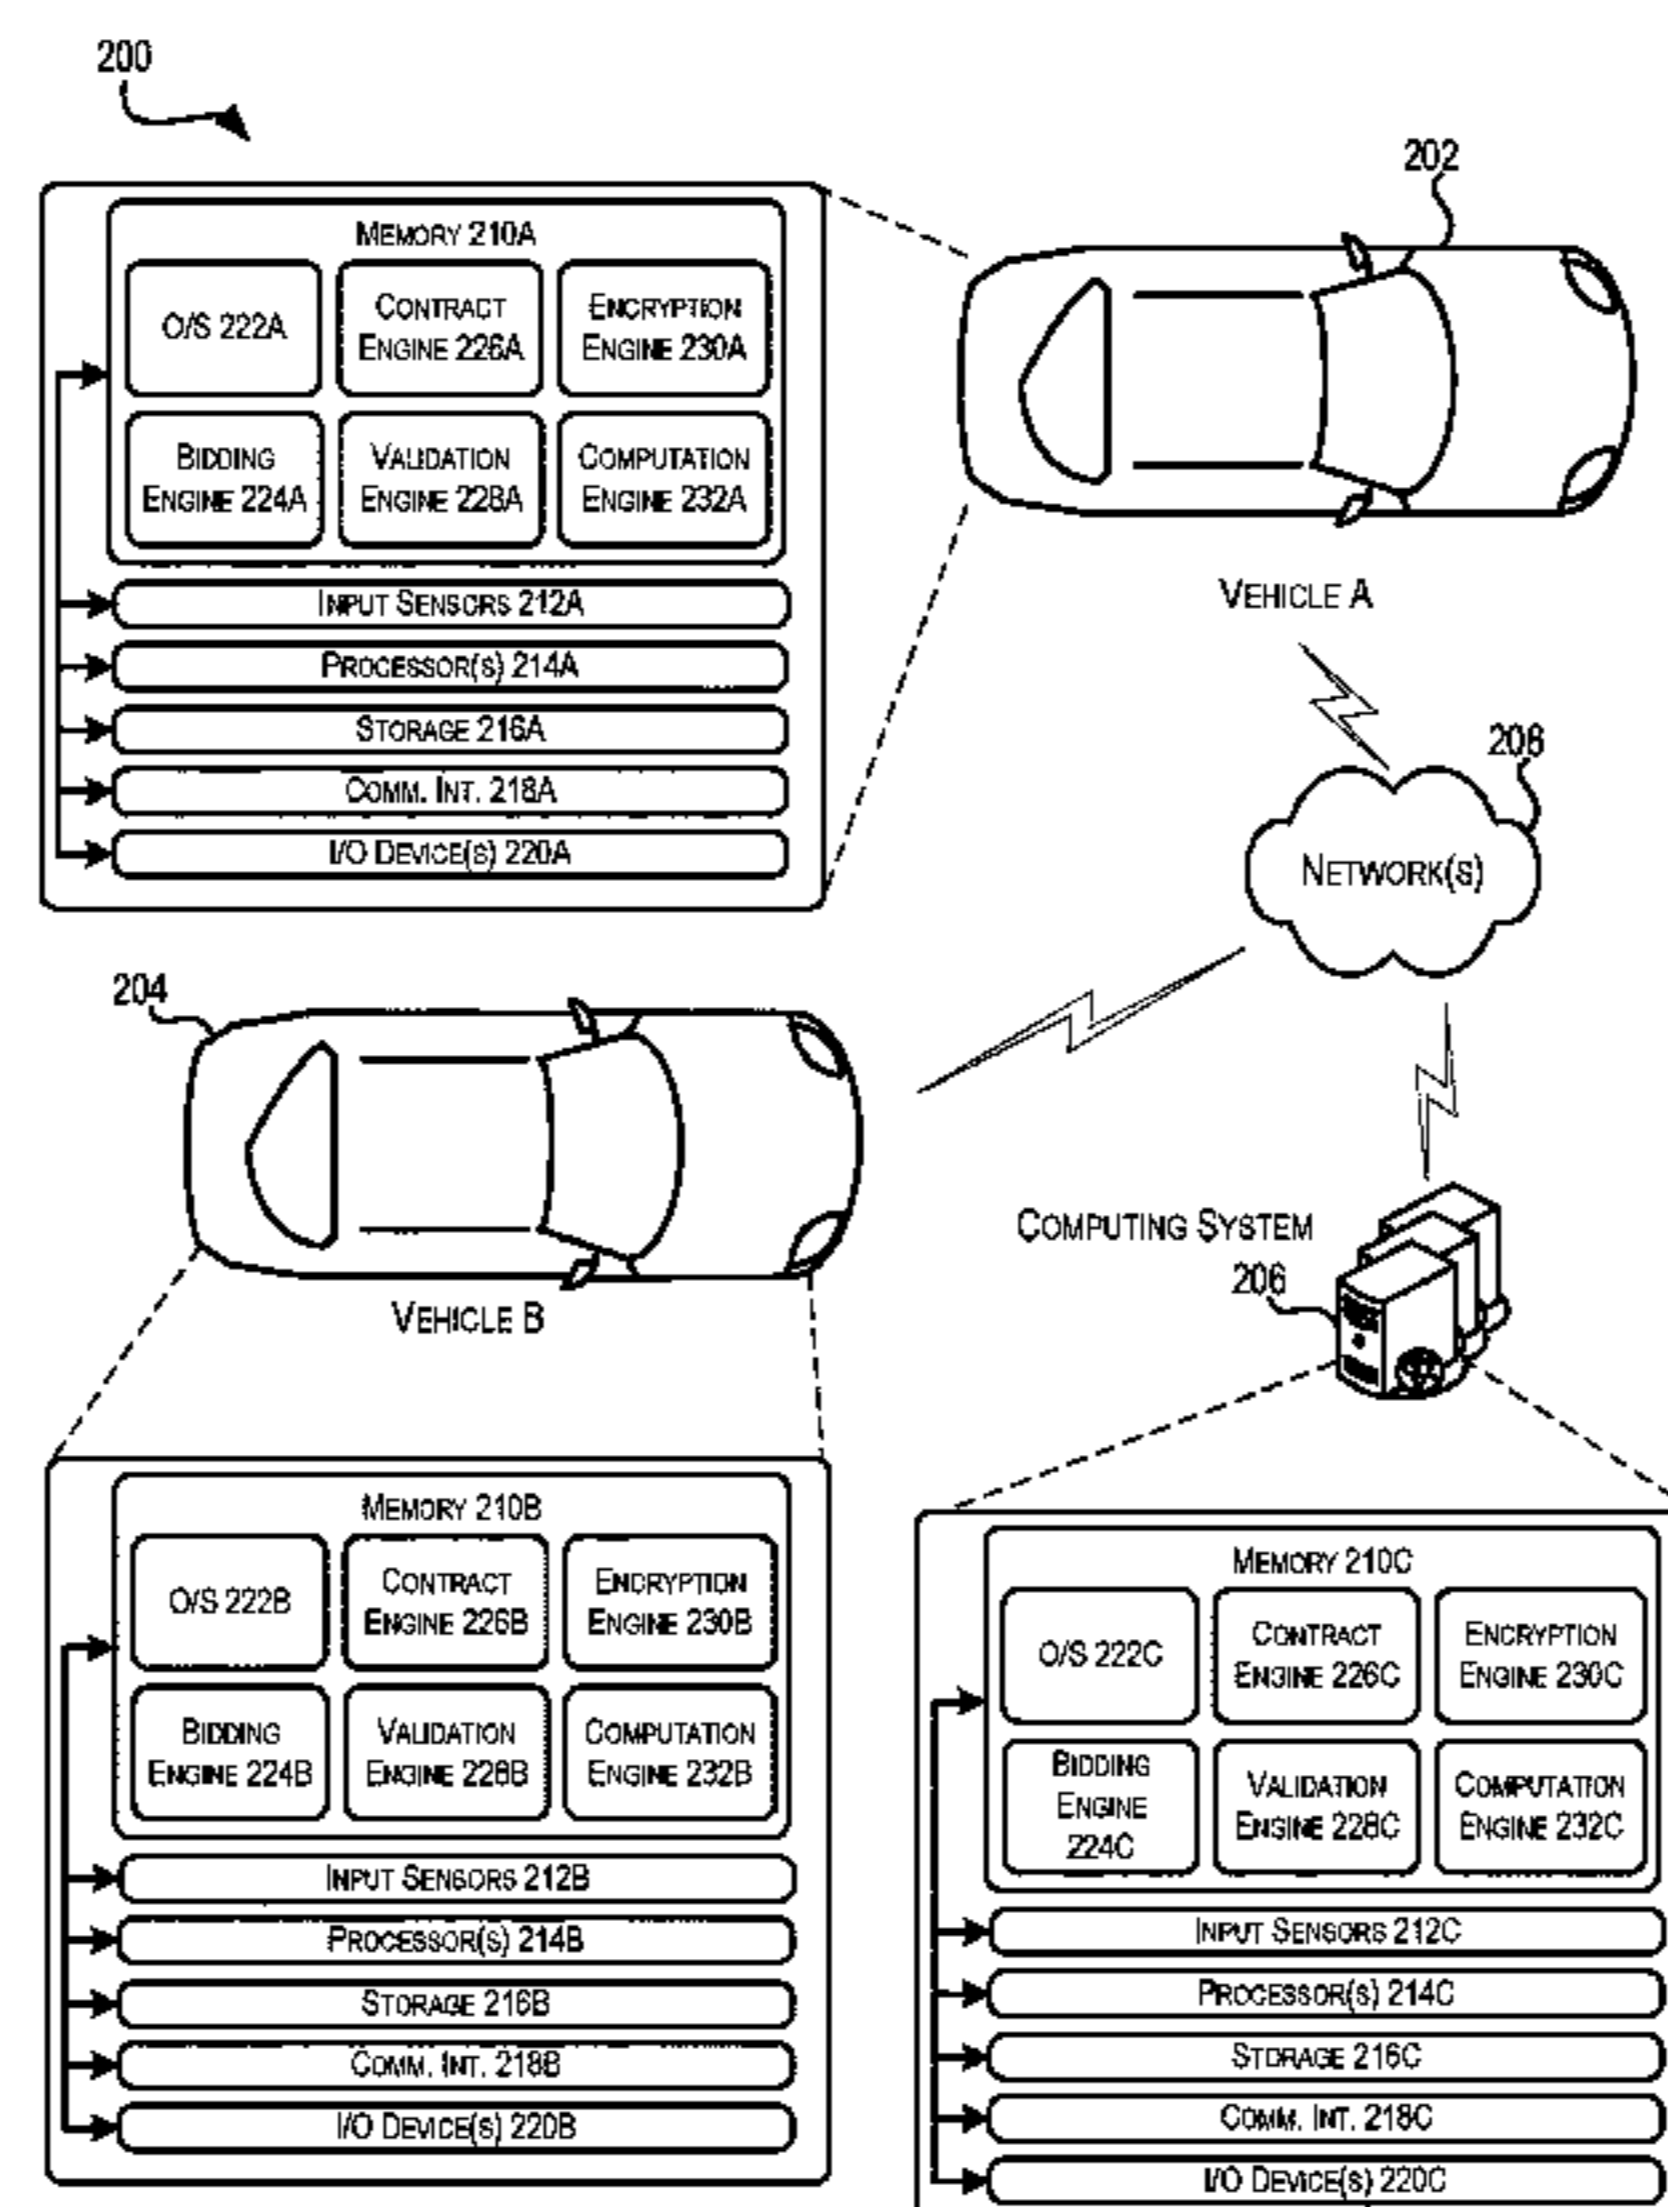 200
202
MEMORY 210A
O/S 222A
CONTRACT
ENGINE 226A
ENCRYPTION
ENGINE 230A
BIDDING
ENGINE 224A
VALIDATION
ENGINE 228A
COMPUTATION
ENGINE 232A
INPUT SENSORS 212A
PROCESSOR(S) 214A
STORAGE 216A
COMM. INT. 218A
I/O DEVICE(S) 220A
VEHICLE A
208
NETWORK(S)
204
VEHICLE B
COMPUTING SYSTEM
206
MEMORY 210B
O/S 222B
CONTRACT
ENGINE 226B
ENCRYPTION
ENGINE 230B
BIDDING
ENGINE 224B
VALIDATION
ENGINE 228B
COMPUTATION
ENGINE 232B
INPUT SENSORS 212B
PROCESSOR(S) 214B
STORAGE 216B
COMM. INT. 218B
I/O DEVICE(S) 220B
MEMORY 210C
O/S 222C
CONTRACT
ENGINE 226C
ENCRYPTION
ENGINE 230C
BIDDING
ENGINE
224C
VALIDATION
ENGINE 228C
COMPUTATION
ENGINE 232C
INPUT SENSORS 212C
PROCESSOR(S) 214C
STORAGE 216C
COMM. INT. 218C
I/O DEVICE(S) 220C